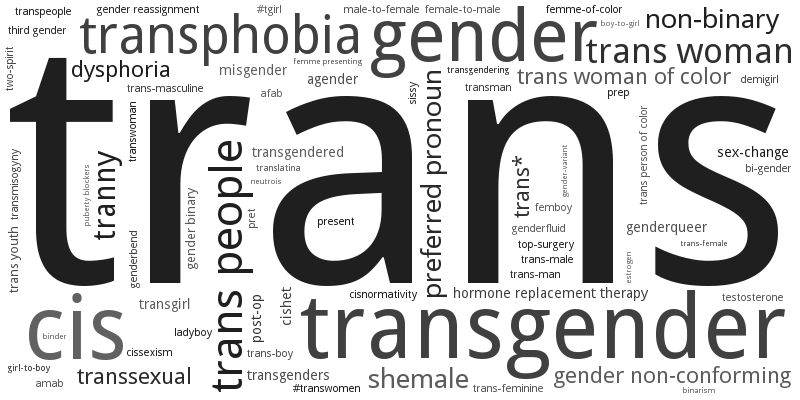 transpeople
gender reassignment
#tgirl
male-to-female
female-to-male
femme-of-color
boy-to-girl
non-binary
third gender
transphobia
gender
trans woman
two-spirit
dysphoria
misgender
femme presenting
agender
transgendering
trans woman of color
demigirl
trans-masculine
afab
sissy
transman
prep
trans
transwoman
tranny
puberty blockers
transmisogyny
trans youth
genderbend
gender binary
trans people
transgendered
translatina
neutrois
pret
present
preferred pronoun
trans*
gender-variant
femboy
genderfluid
top-surgery
trans-male
trans-man
trans person of color
sex-change
bi-gender
genderqueer
trans-female
estrogen
cis
binder
transgirl
ladyboy
cissexism
post-op
cishet
cisnormativity
hormone replacement therapy
testosterone
transgender
girl-to-boy
amab
transsexual
trans-boy
transgenders
#transwomen
shemale
trans-feminine
gender non-conforming
binarism